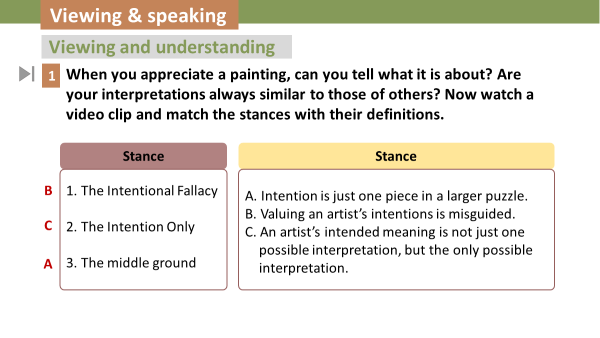 Viewing & speaking
Viewing and understanding
1 When you appreciate a painting, can you tell what it is about? Are
your interpretations always similar to those of others? Now watch a
video clip and match the stances with their definitions.
Stance
B 1. The Intentional Fallacy
C 2. The Intention Only
A 3. The middle ground
Stance
A. Intention is just one piece in a larger puzzle.
B. Valuing an artist’s intentions is misguided.
C. An artist’s intended meaning is not just one
possible interpretation, but the only possible
interpretation.